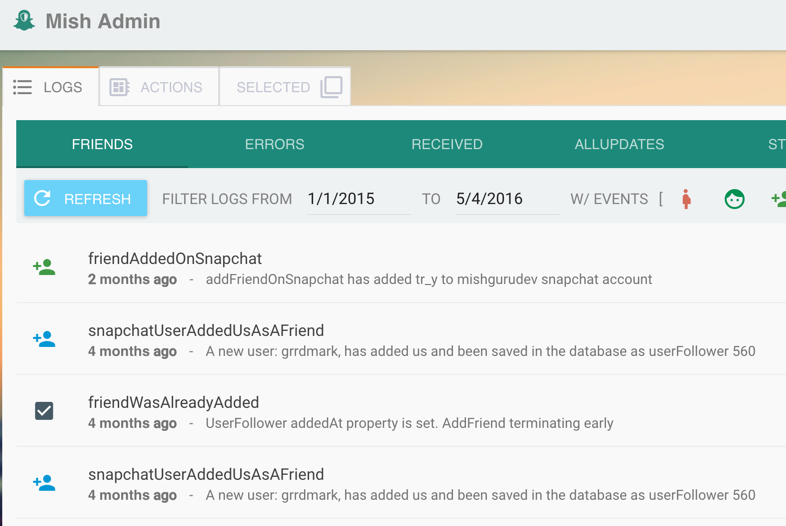 Mish Admin
LOGS ACTIONS SELECTED
FRIENDS ERRORS RECEIVED ALLUPDATES ST
REFRESH FILTER LOGS FROM 1/1/2015 TO 5/4/2016 W/ EVENTS [
friendAddedOnSnapchat
2 months ago - addFriendOnSnapchat has added tr_y to mishgurudev snapchat account
snapchatUserAddedUsAsAFriend
4 months ago - A new user: grrdmark, has added us and been saved in the database as userFollower 560
friendWasAlreadyAdded
4 months ago - UserFollower addedAt property is set. AddFriend terminating early
snapchatUserAddedUsAsAFriend
4 months ago - A new user: grrdmark, has added us and been saved in the database as userFollower 560